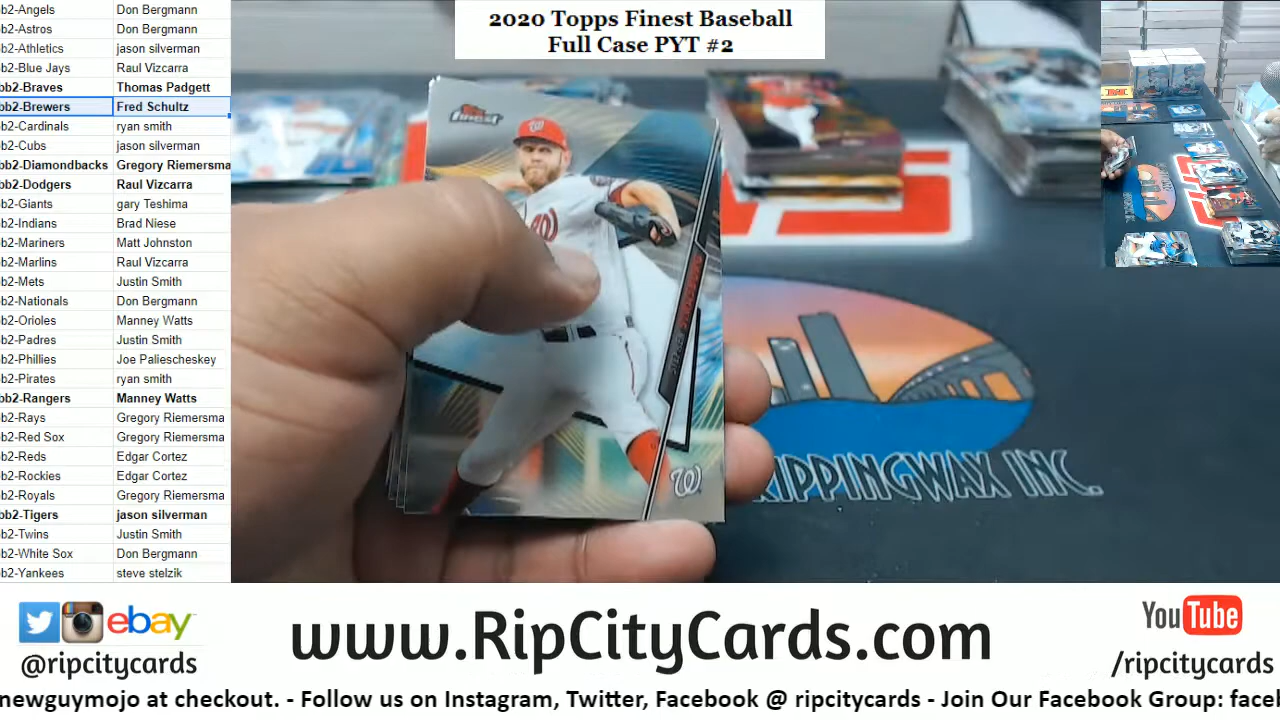 2020 Topps Finest Baseball
Full Case PYT #2
b2-Angels Don Bergmann
b2-Astros Don Bergmann
b2-Athletics jason silverman
b2-Blue Jays Raul Vizcarra
bb2-Braves Thomas Padgett
bb2-Brewers Fred Schultz
b2-Cardinals ryan smith
b2-Cubs jason silverman
bb2-Diamondbacks Gregory Riemersma
bb2-Dodgers Raul Vizcarra
b2-Giants gary Teshima
b2-Indians Brad Niese
b2-Mariners Matt Johnston
b2-Marlins Raul Vizcarra
b2-Mets Justin Smith
b2-Nationals Don Bergmann
b2-Orioles Manney Watts
b2-Padres Justin Smith
b2-Phillies Joe Paliescheskey
b2-Pirates ryan smith
bb2-Rangers Manney Watts
b2-Rays Gregory Riemersma
b2-Red Sox Gregory Riemersma
b2-Reds Edgar Cortez
b2-Rockies Edgar Cortez
b2-Royals Gregory Riemersma
bb2-Tigers jason silverman
b2-Twins Justin Smith
b2-White Sox Don Bergmann
b2-Yankees steve stelzik
Finest
W
W
RIPPINGWAX INC.
ebay
@ripcitycards
www.RipCityCards.com
YouTube
/ripcitycards
newguymojo at checkout. - Follow us on Instagram, Twitter, Facebook @ ripcitycards - Join Our Facebook Group: face